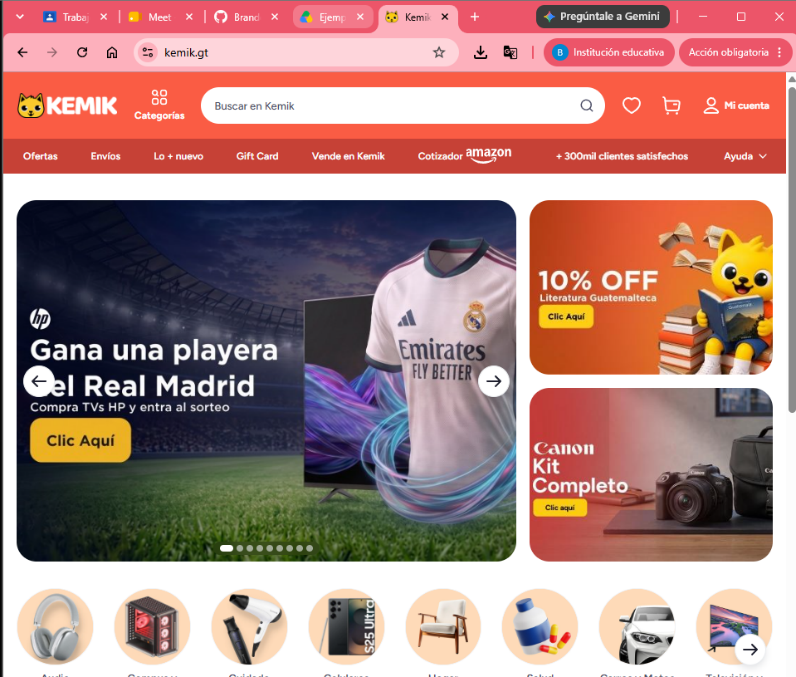 Trabaj
Meet
Brand
Ejemp
Kemik
Pregúntale a Gemini
kemik.gt
B
Institución educativa
Acción obligatoria
KEMIK
Categorías
Buscar en Kemik
Mi cuenta
Ofertas
Envíos
Lo + nuevo
Gift Card
Vende en Kemik
Cotizador amazon
+ 300mil clientes satisfechos
Ayuda
hp
Gana una playera
el Real Madrid
Compra TVs HP y entra al sorteo
Clic Aquí
Emirates
FLY BETTER
10% OFF
Literatura Guatemalteca
Clic Aquí
Canon
Kit
Completo
Clic aquí
S25 Ultra